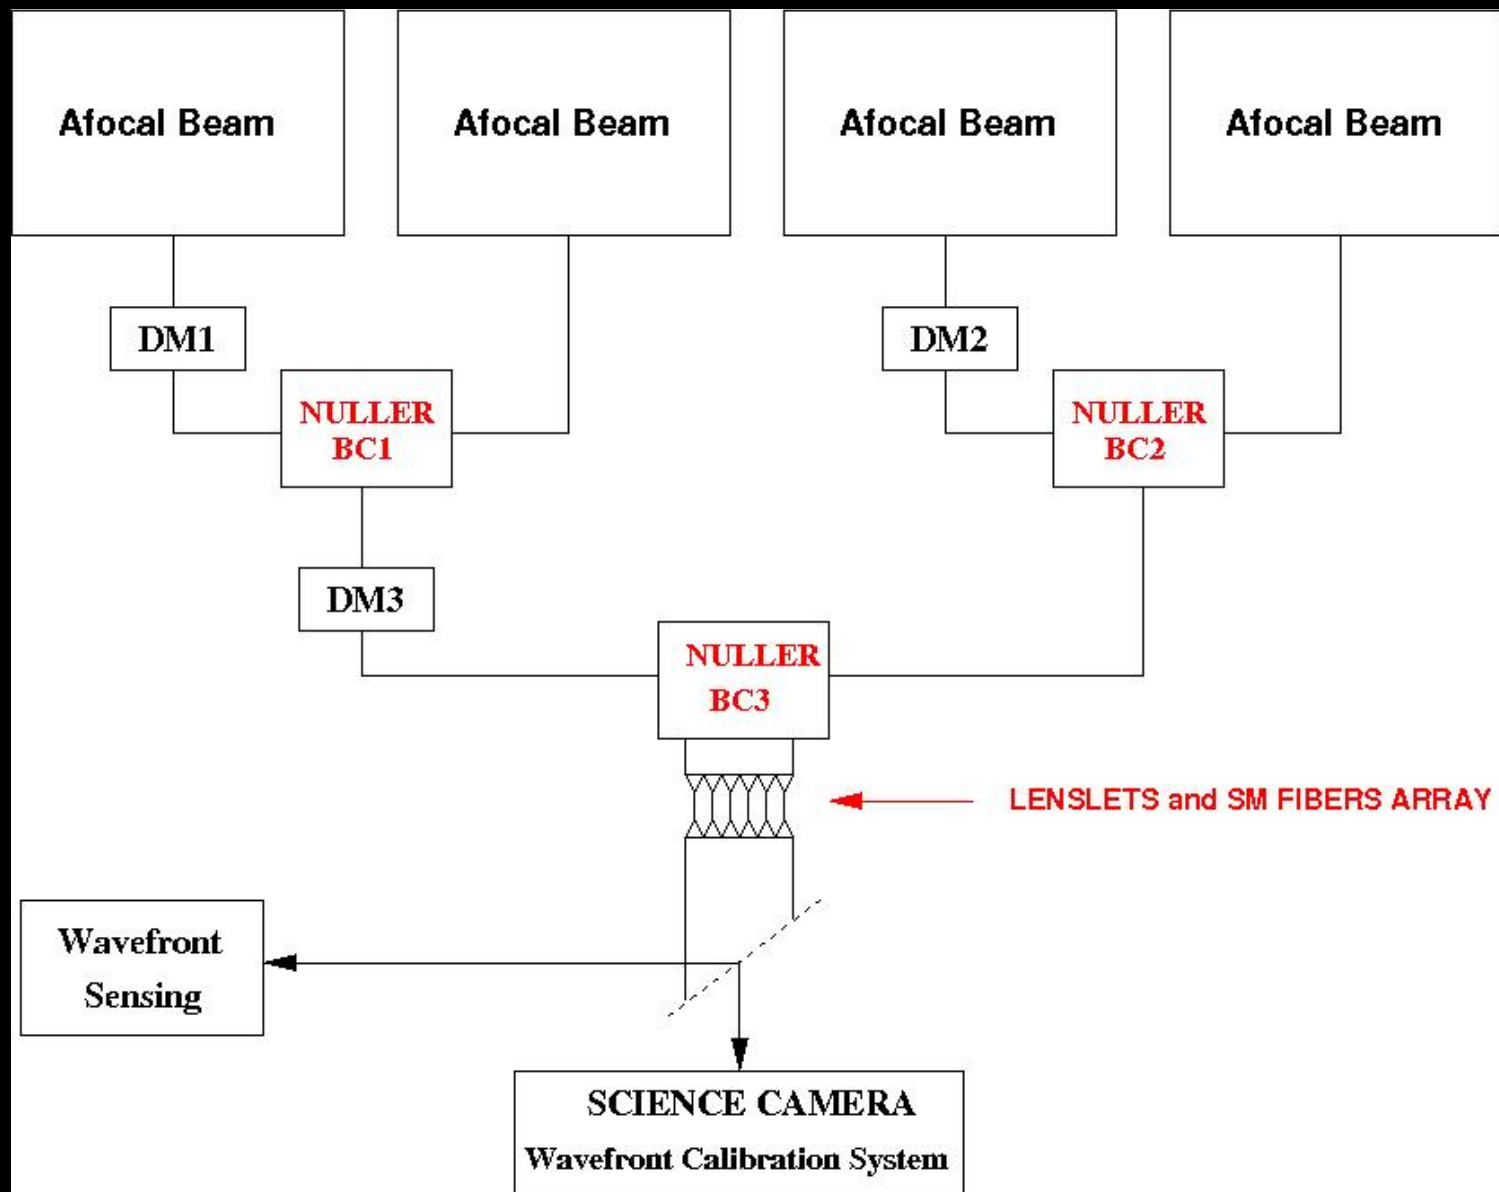 Afocal Beam
Afocal Beam
Afocal Beam
Afocal Beam
DM1
DM2
NULLER
BC1
NULLER
BC2
DM3
NULLER
BC3
LENSLETS and SM FIBERS ARRAY
Wavefront
Sensing
SCIENCE CAMERA
Wavefront Calibration System